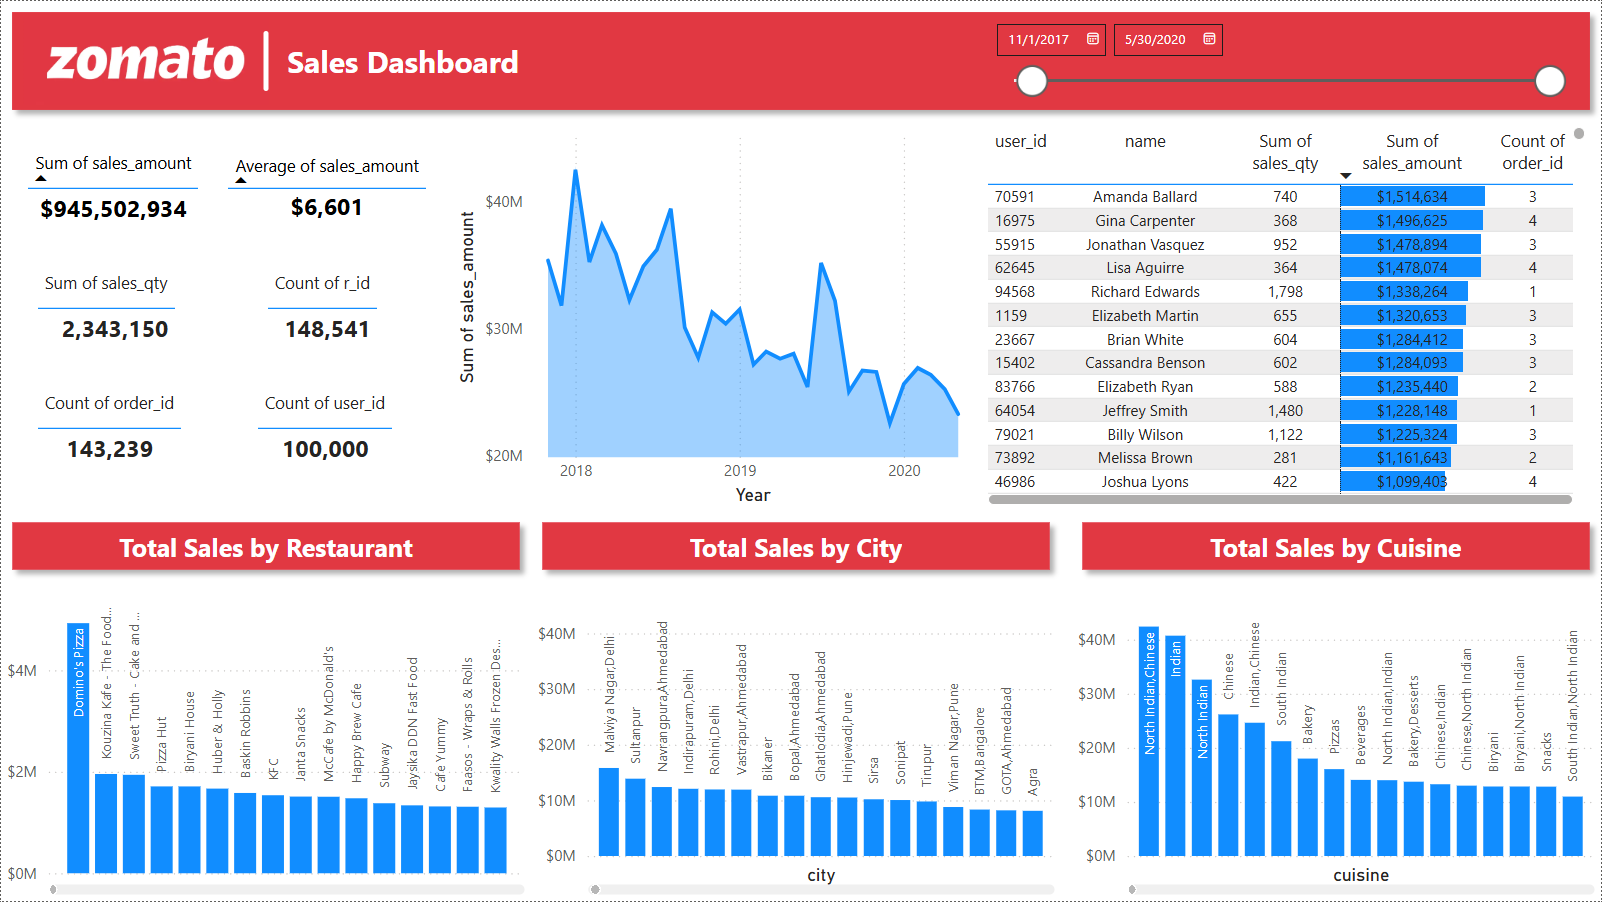 zomato
Sales Dashboard
11/1/2017
5/30/2020
Sum of sales_amount
$945,502,934
Average of sales_amount
$6,601
Sum of sales_qty
2,343,150
Count of r_id
148,541
Count of order_id
143,239
Count of user_id
100,000
Sum of sales_amount
$40M
$30M
$20M
2018 2019 2020
Year
user_id name Sum of sales_qty Sum of sales_amount Count of order_id
70591 Amanda Ballard 740 $1,514,634 3
16975 Gina Carpenter 368 $1,496,625 4
55915 Jonathan Vasquez 952 $1,478,894 3
62645 Lisa Aguirre 364 $1,478,074 4
94568 Richard Edwards 1,798 $1,338,264 1
1159 Elizabeth Martin 655 $1,320,653 3
23667 Brian White 604 $1,284,412 3
15402 Cassandra Benson 602 $1,284,093 3
83766 Elizabeth Ryan 588 $1,235,440 2
64054 Jeffrey Smith 1,480 $1,228,148 1
79021 Billy Wilson 1,122 $1,225,324 3
73892 Melissa Brown 281 $1,161,643 2
46986 Joshua Lyons 422 $1,099,403 4
Total Sales by Restaurant
$4M
$2M
$0M
Domino's Pizza
Kouzina Kafe - The Food...
Sweet Truth - Cake and ...
Pizza Hut
Biryani House
Huber & Holly
Baskin Robbins
KFC
Janta Snacks
McCafe by McDonald's
Happy Brew Cafe
Subway
Jaysika DDN Fast Food
Cafe Yummy
Faasos - Wraps & Rolls
Kwality Walls Frozen Des...
Total Sales by City
$40M
$30M
$20M
$10M
$0M
Malviya Nagar,Delhi
Sultanpur
Navrangpura,Ahmedabad
Indirapuram,Delhi
Rohini,Delhi
Vastrapur,Ahmedabad
Bikaner
Bopal,Ahmedabad
Ghatlodia,Ahmedabad
Hinjewadi,Pune
Sirsa
Sonipat
Tirupur
Viman Nagar,Pune
BTM,Bangalore
GOTA,Ahmedabad
Agra
city
Total Sales by Cuisine
$40M
$30M
$20M
$10M
$0M
North Indian,Chinese
Indian
North Indian
Chinese
Indian,Chinese
South Indian
Bakery
Pizzas
Beverages
North Indian,Indian
Bakery,Desserts
Chinese,Indian
Chinese,North Indian
Biryani
Biryani,North Indian
Snacks
South Indian,North Indian
cuisine